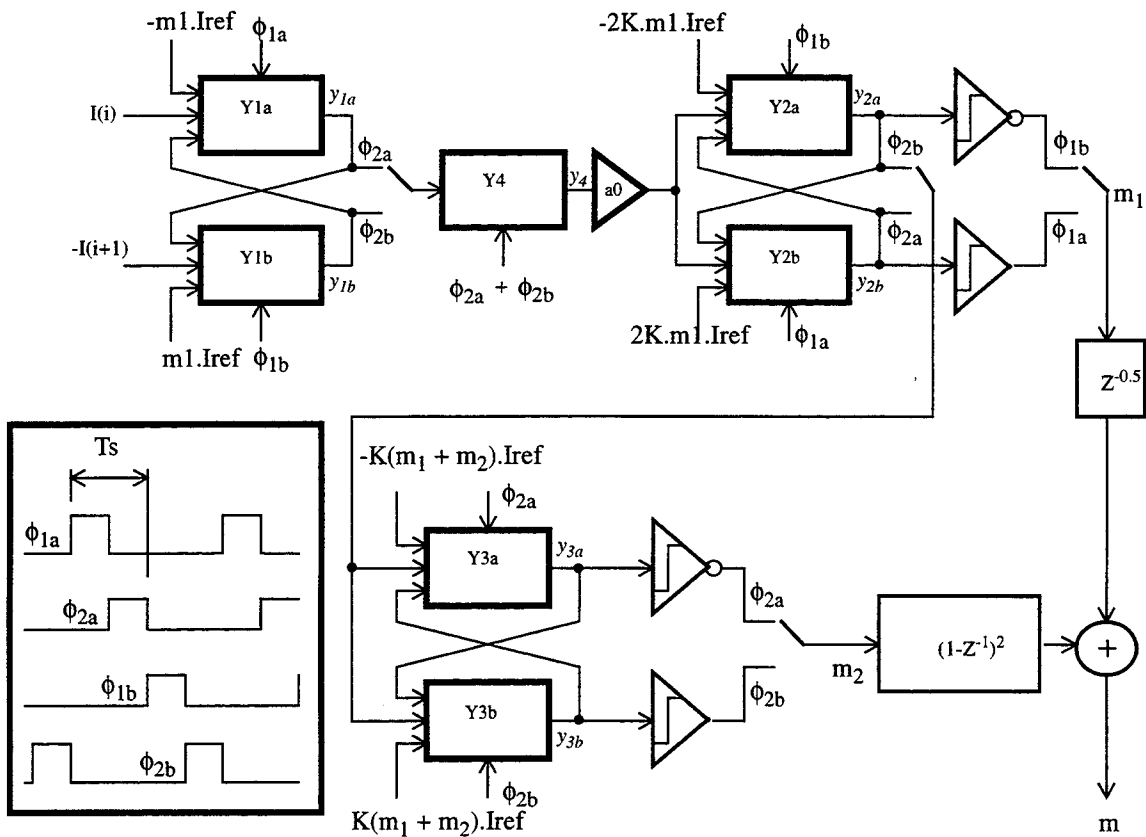 -m1.Iref
ϕ1a
I(i)
Y1a
y1a
ϕ2a
-I(i+1)
Y1b
y1b
ϕ2b
m1.Iref
ϕ1b
Y4
y4
a0
ϕ2a + ϕ2b
-2K.m1.Iref
ϕ1b
Y2a
y2a
ϕ2b
Y2b
y2b
ϕ2a
2K.m1.Iref
ϕ1a
ϕ1b
m1
ϕ1a
Z-0.5
Ts
ϕ1a
ϕ2a
ϕ1b
ϕ2b
-K(m1 + m2).Iref
ϕ2a
Y3a
y3a
Y3b
y3b
ϕ2b
K(m1 + m2).Iref
ϕ2a
ϕ2b
m2
(1-Z-1)2
+
m